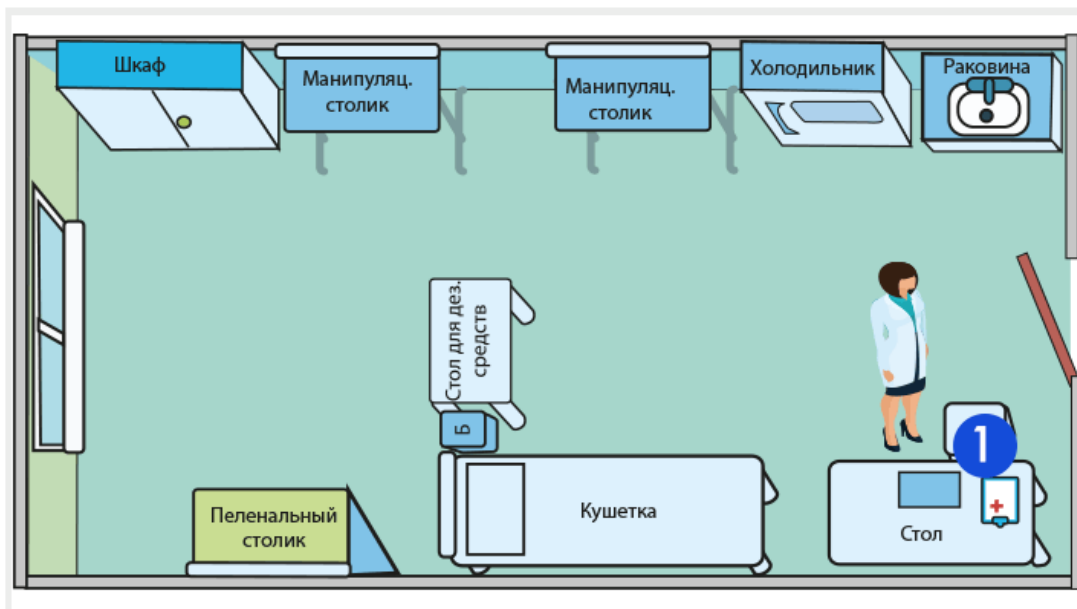 Шкаф
Манипуляц.
столик
Манипуляц.
столик
Холодильник
Раковина
Стол для дез.
средств
Б
1
Пеленальный
столик
Кушетка
Стол